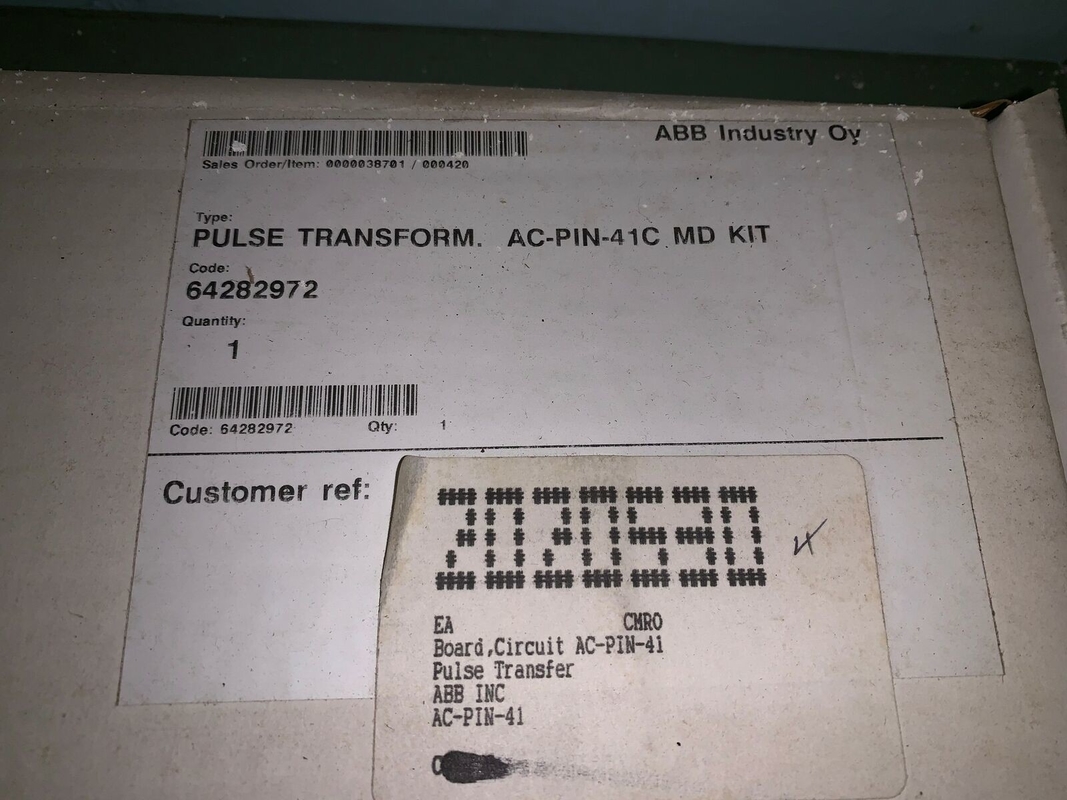 ABB Industry Oy
Sales Order/Item: 0000038701 / 000420
Type:
PULSE TRANSFORM. AC-PIN-41C MD KIT
Code:
64282972
Quantity:
1
Code: 64282972 Qty: 1
Customer ref:
2020530
4
EA CMRO
Board,Circuit AC-PIN-41
Pulse Transfer
ABB INC
AC-PIN-41